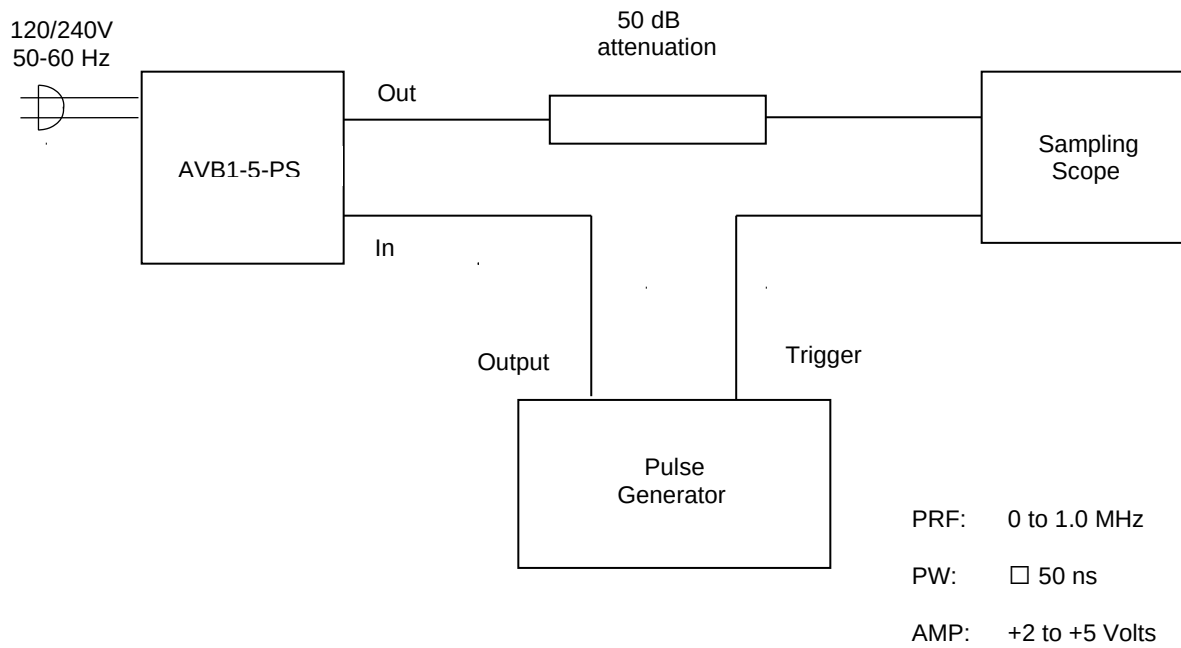 120/240V
50-60 Hz
50 dB
attenuation
Out
AVB1-5-PS
In
Sampling
Scope
Output
Trigger
Pulse
Generator
PRF: 0 to 1.0 MHz
PW: □ 50 ns
AMP: +2 to +5 Volts